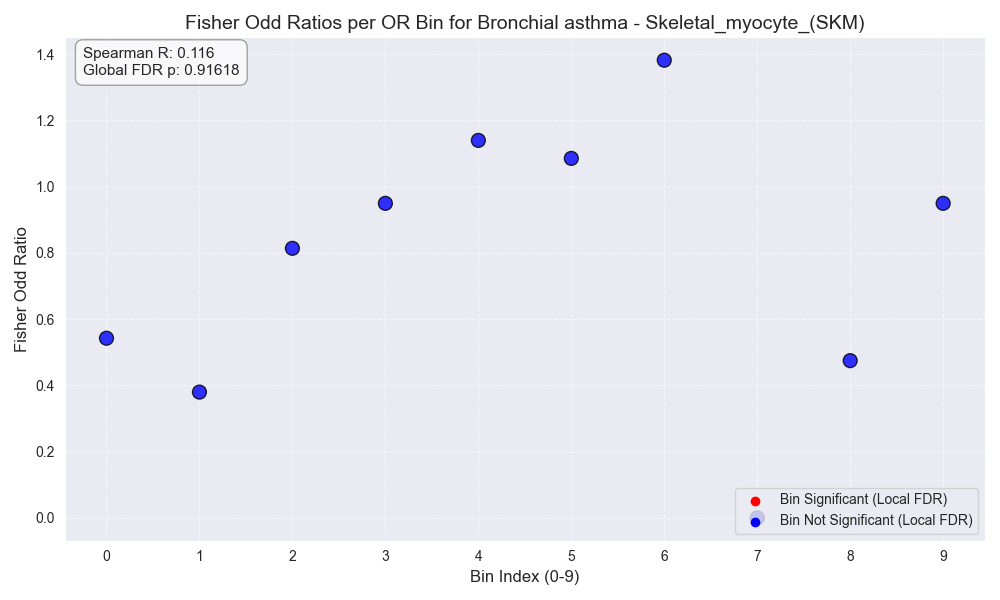 Fisher Odd Ratios per OR Bin for Bronchial asthma - Skeletal_myocyte_(SKM)
Spearman R: 0.116
Global FDR p: 0.91618
Fisher Odd Ratio
1.4
1.2
1.0
0.8
0.6
0.4
0.2
0.0
Bin Significant (Local FDR)
Bin Not Significant (Local FDR)
0 1 2 3 4 5 6 7 8 9
Bin Index (0-9)